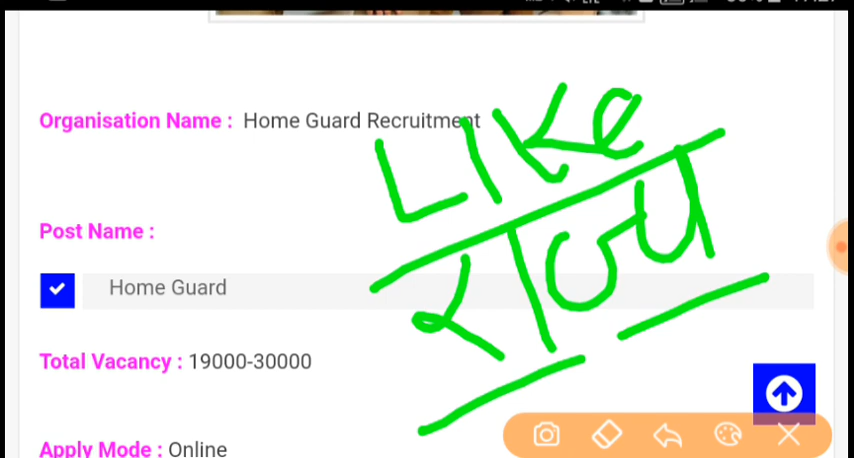 Organisation Name : Home Guard Recruitment
LIKe
राज्य
Post Name :
Home Guard
Total Vacancy : 19000-30000
Apply Mode : Online